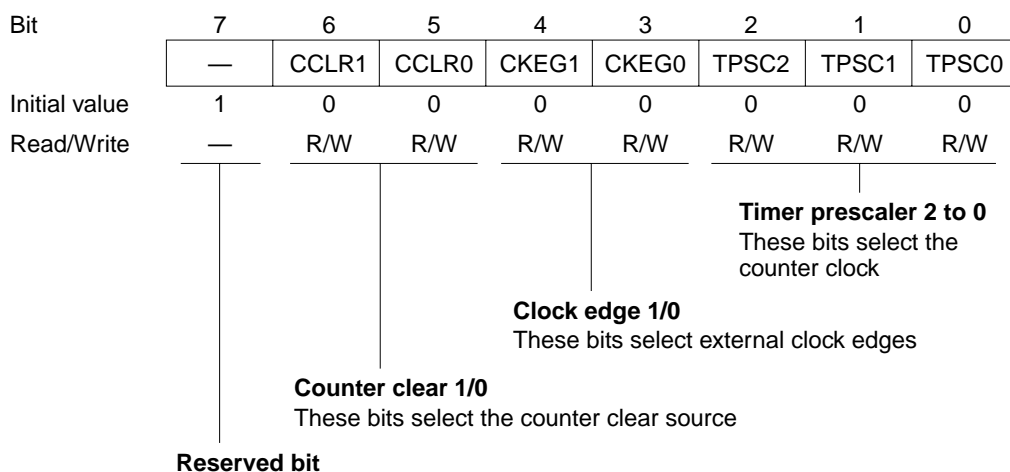 Bit 7 6 5 4 3 2 1 0
— CCLR1 CCLR0 CKEG1 CKEG0 TPSC2 TPSC1 TPSC0
Initial value 1 0 0 0 0 0 0 0
Read/Write — R/W R/W R/W R/W R/W R/W R/W
Timer prescaler 2 to 0
These bits select the
counter clock
Clock edge 1/0
These bits select external clock edges
Counter clear 1/0
These bits select the counter clear source
Reserved bit